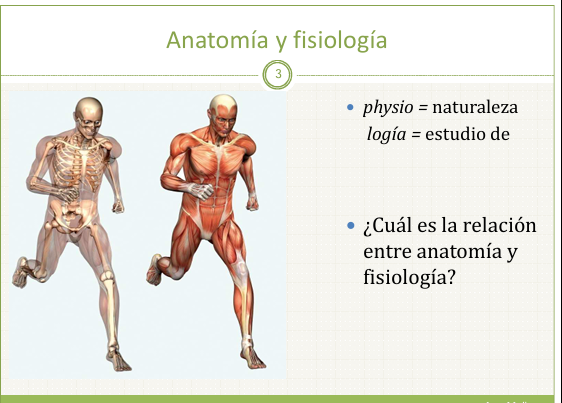 Anatomía y fisiología
3
• physio = naturaleza
logía = estudio de
• ¿Cuál es la relación
entre anatomía y
fisiología?